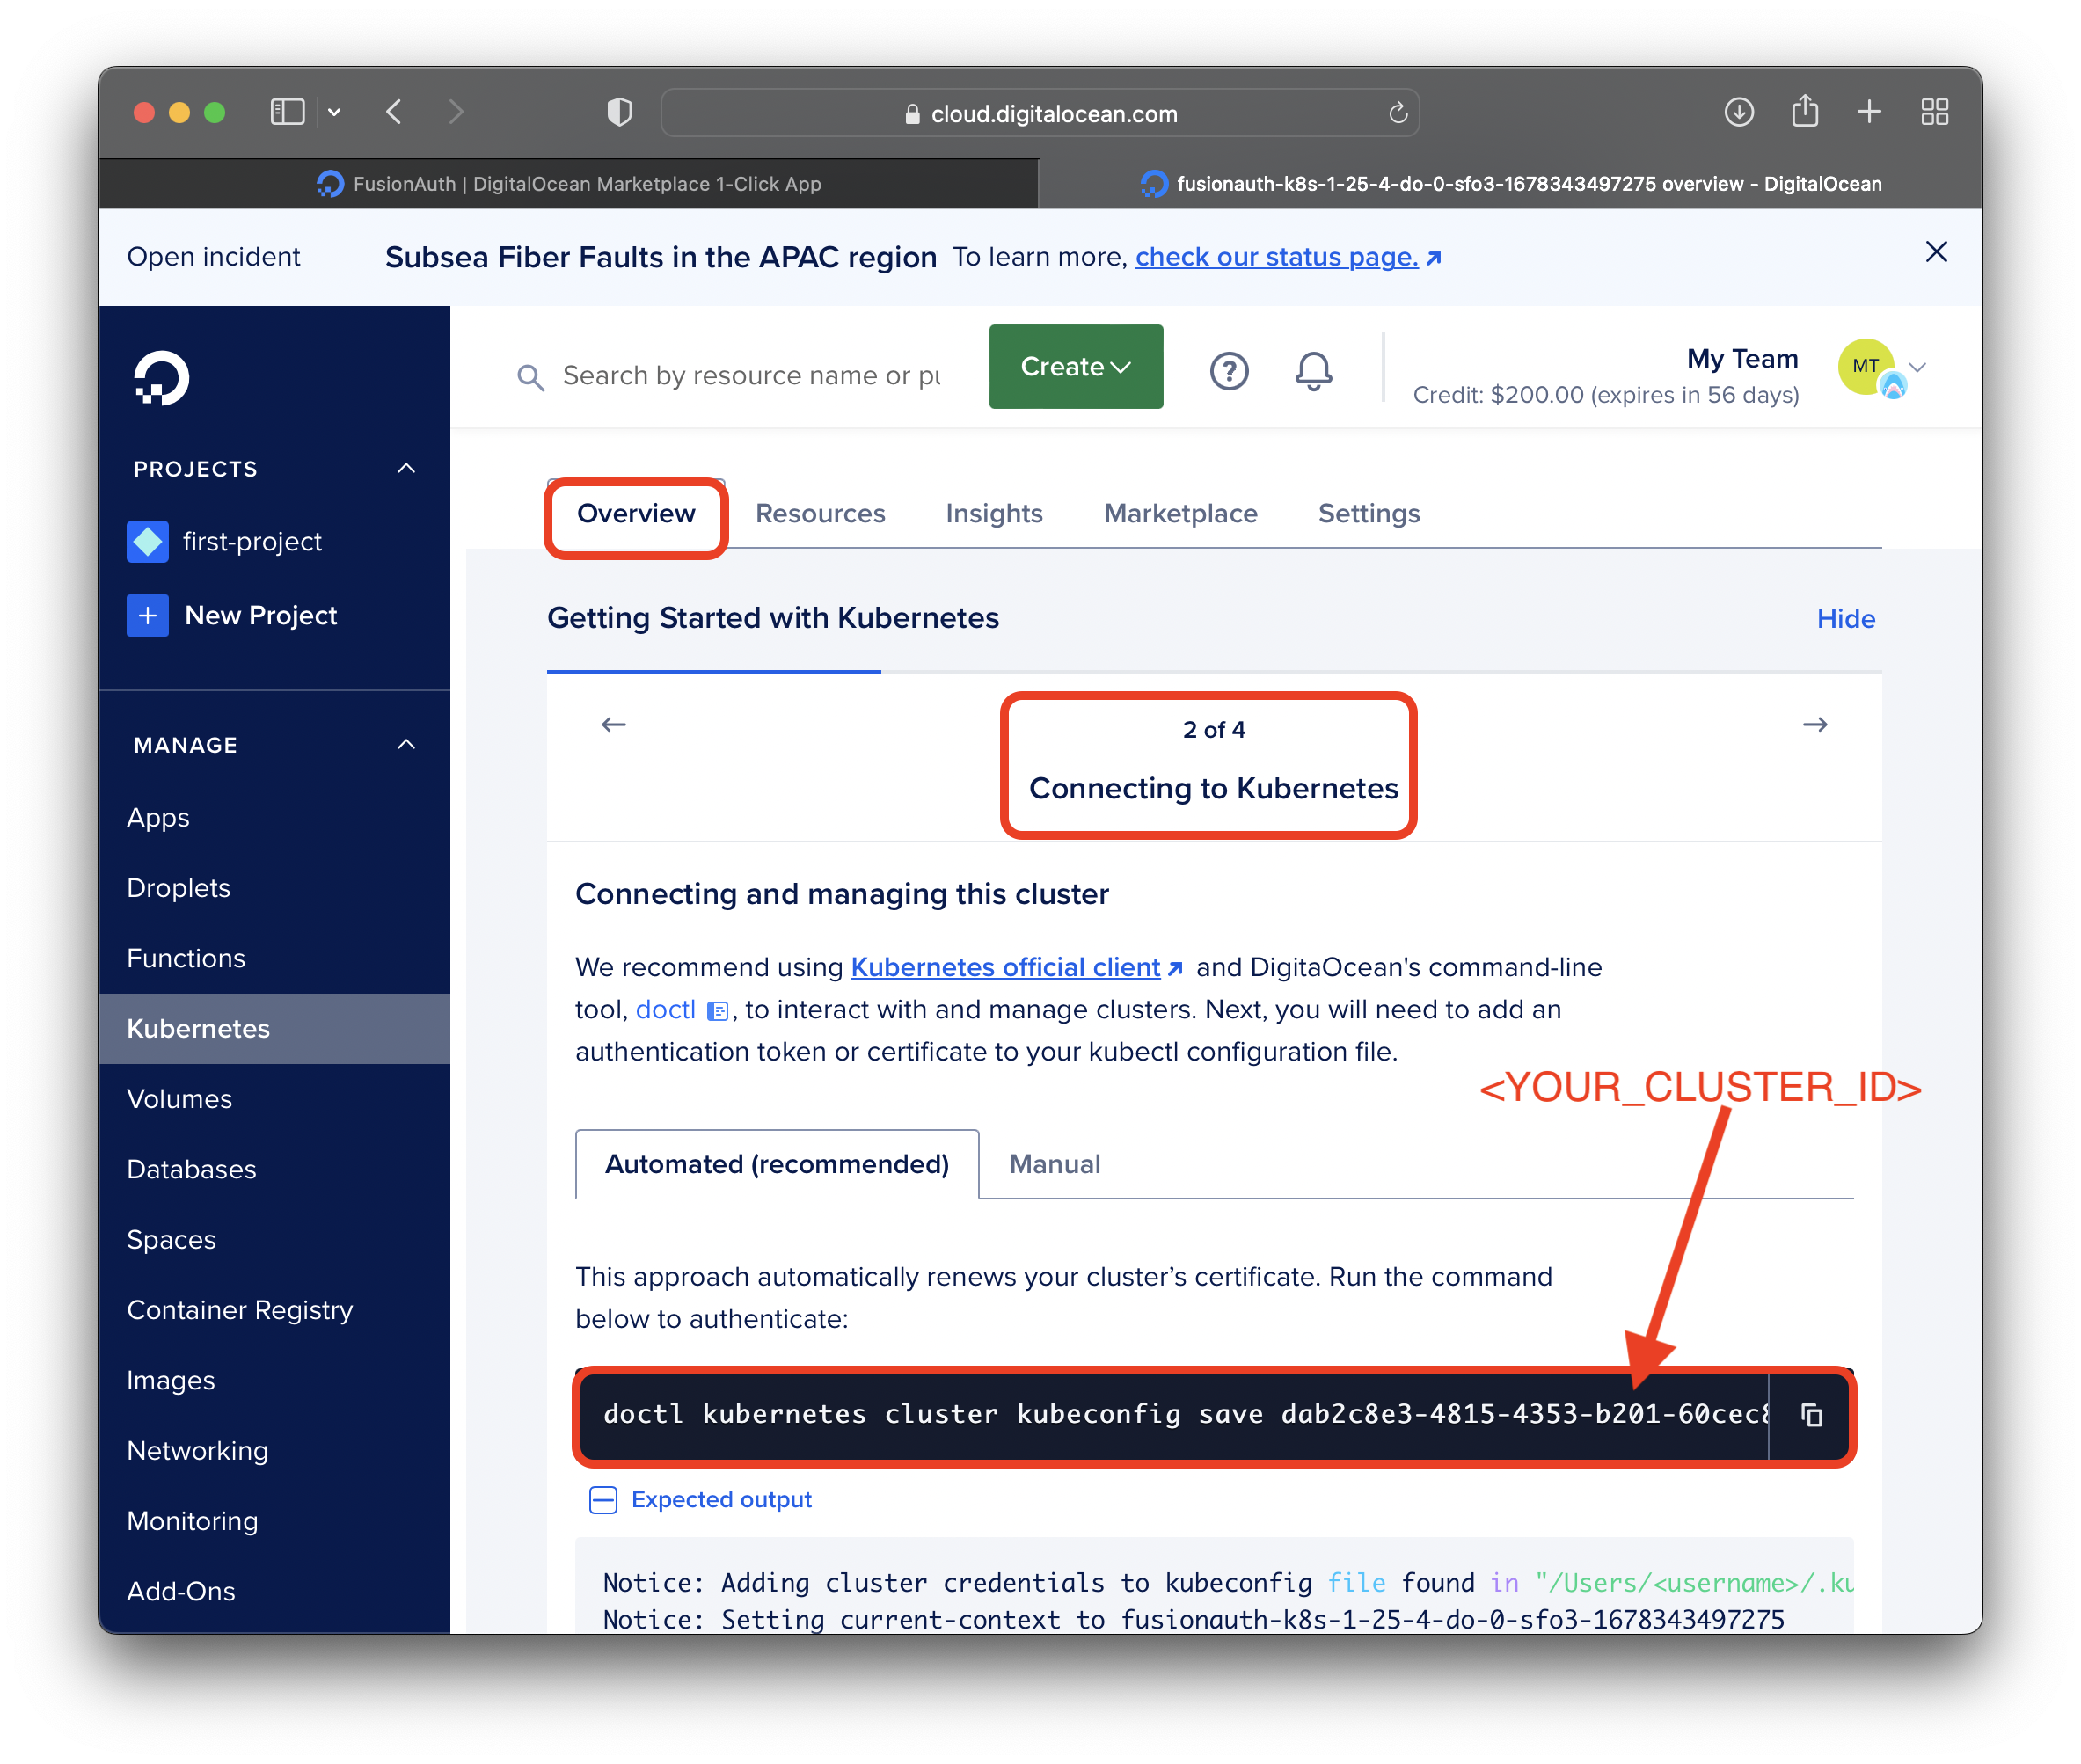 cloud.digitalocean.com
FusionAuth | DigitalOcean Marketplace 1-Click App
fusionauth-k8s-1-25-4-do-0-sfo3-1678343497275 overview - DigitalOcean
Open incident
Subsea Fiber Faults in the APAC region To learn more, check our status page.
Search by resource name or pu
Create
My Team
Credit: $200.00 (expires in 56 days)
MT
PROJECTS
first-project
New Project
MANAGE
Apps
Droplets
Functions
Kubernetes
Volumes
Databases
Spaces
Container Registry
Images
Networking
Monitoring
Add-Ons
Overview
Resources
Insights
Marketplace
Settings
Getting Started with Kubernetes
Hide
2 of 4
Connecting to Kubernetes
Connecting and managing this cluster
We recommend using Kubernetes official client and DigitaOcean's command-line
tool, doctl , to interact with and manage clusters. Next, you will need to add an
authentication token or certificate to your kubectl configuration file.
<YOUR_CLUSTER_ID>
Automated (recommended)
Manual
This approach automatically renews your cluster’s certificate. Run the command
below to authenticate:
doctl kubernetes cluster kubeconfig save dab2c8e3-4815-4353-b201-60cec8
Expected output
Notice: Adding cluster credentials to kubeconfig file found in "/Users/<username>/.ku
Notice: Setting current-context to fusionauth-k8s-1-25-4-do-0-sfo3-1678343497275